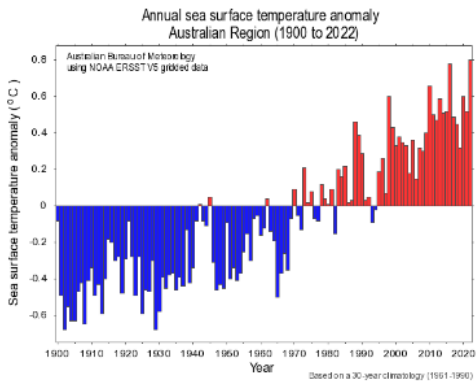 Annual sea surface temperature anomaly
Australian Region (1900 to 2022)
Australian Bureau of Meteorology
using NOAA ERSST V5 gridded data
Sea surface temperature anomaly (°C)
0.8
0.6
0.4
0.2
0
-0.2
-0.4
-0.6
1900 1910 1920 1930 1940 1950 1960 1970 1980 1990 2000 2010 2020
Year
Based on a 30-year climatology (1961-1990)